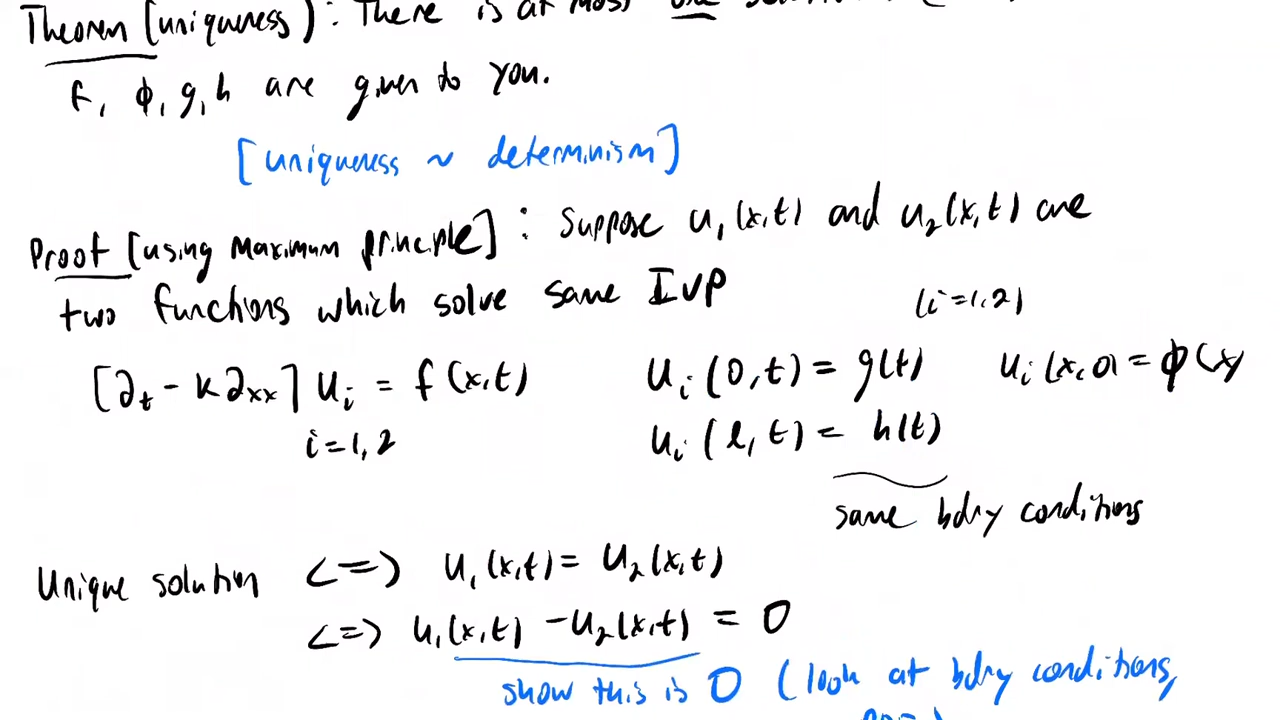 Theorem [uniqueness]: There is at most one
f, ϕ, g, h are given to you.
[uniqueness ~ determinism]
Proof [using Maximum principle]: Suppose u₁(x,t) and u₂(x,t) are
two functions which solve same IVP
(i=1,2)
[∂ₜ - k∂ₓₓ] uᵢ = f(x,t) uᵢ(0,t) = g(t) uᵢ(x,0) = ϕ(x)
i=1,2 uᵢ(l,t) = h(t)
same bdry conditions
Unique solution <=> u₁(x,t) = u₂(x,t)
<=> u₁(x,t) - u₂(x,t) = 0
show this is 0 (look at bdry conditions,